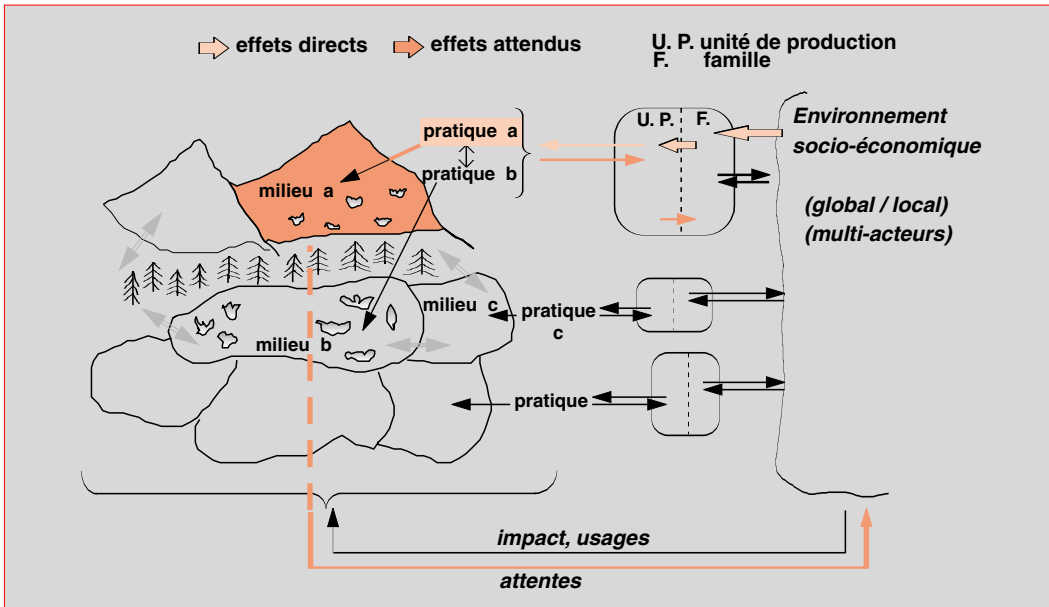 effets directs
effets attendus
U. P. unité de production
F. famille
pratique a
pratique b
milieu a
U. P.
F.
Environnement
socio-économique
(global / local)
(multi-acteurs)
milieu c
pratique
c
milieu b
pratique
impact, usages
attentes